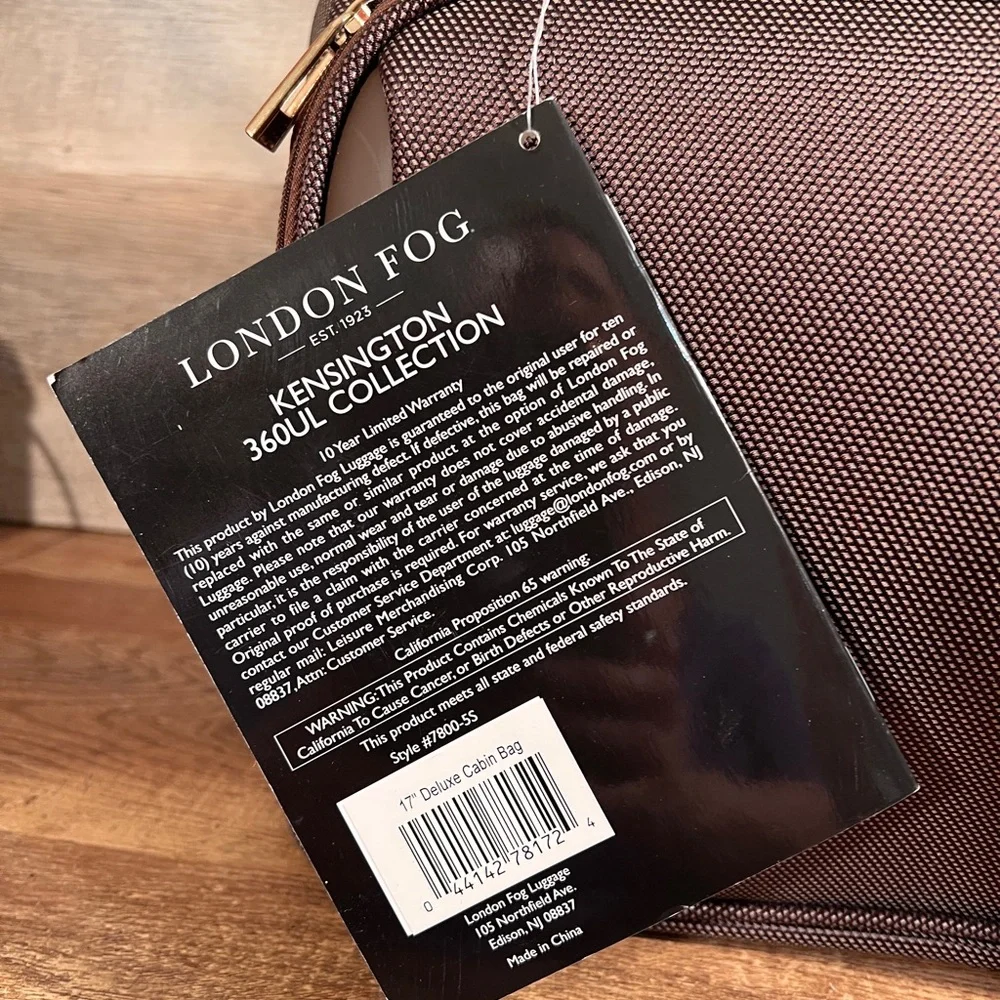 LONDON FOG
EST. 1923
KENSINGTON
360UL COLLECTION
10 Year Limited Warranty
This product by London Fog Luggage is guaranteed to the original user for ten
(10) years against manufacturing defect. If defective, this bag will be repaired or
replaced with the same or similar product at the option of London Fog
Luggage. Please note that our warranty does not cover accidental damage,
unreasonable use, normal wear and tear or damage due to abusive handling. In
particular, it is the responsibility of the user of the luggage damaged by a public
carrier to file a claim with the carrier concerned at the time of damage.
Original proof of purchase is required. For warranty service, we ask that you
contact our Customer Service Department at: luggage@londonfog.com or by
regular mail: Leisure Merchandising Corp. 105 Northfield Ave., Edison, NJ
08837, Attn: Customer Service.
California Proposition 65 warning:
WARNING: This Product Contains Chemicals Known To The State of
California To Cause Cancer, or Birth Defects or Other Reproductive Harm.
This product meets all state and federal safety standards.
Style #7800-5S
17" Deluxe Cabin Bag
0 44142 78172 4
London Fog Luggage
105 Northfield Ave.
Edison, NJ 08837
Made in China